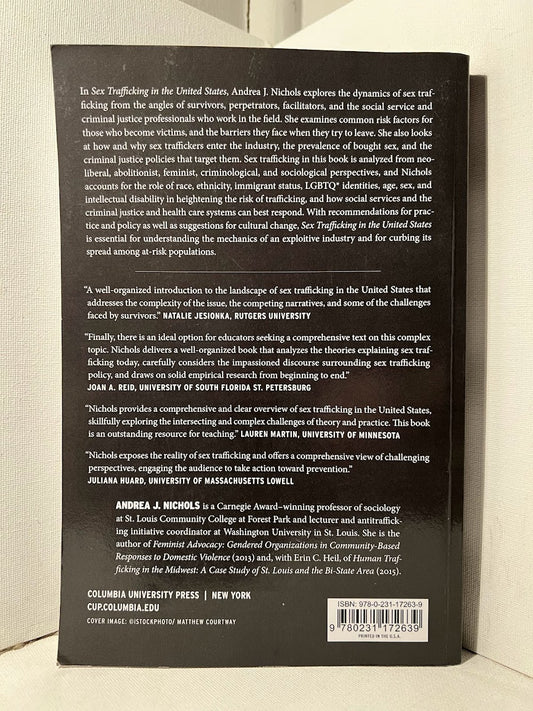 In Sex Trafficking in the United States, Andrea J. Nichols explores the dynamics of sex traf-
ficking from the angles of survivors, perpetrators, facilitators, and the social service and
criminal justice professionals who work in the field. She examines common risk factors for
those who become victims, and the barriers they face when they try to leave. She also looks
at how and why sex traffickers enter the industry, the prevalence of bought sex, and the
criminal justice policies that target them. Sex trafficking in this book is analyzed from neo-
liberal, abolitionist, feminist, criminological, and sociological perspectives, and Nichols
accounts for the role of race, ethnicity, immigrant status, LGBTQ* identities, age, sex, and
intellectual disability in heightening the risk of trafficking, and how social services and the
criminal justice and health care systems can best respond. With recommendations for prac-
tice and policy as well as suggestions for cultural change, Sex Trafficking in the United States
is essential for understanding the mechanics of an exploitive industry and for curbing its
spread among at-risk populations.
"A well-organized introduction to the landscape of sex trafficking in the United States that
addresses the complexity of the issue, the competing narratives, and some of the challenges
faced by survivors." NATALIE JESIONKA, RUTGERS UNIVERSITY
"Finally, there is an ideal option for educators seeking a comprehensive text on this complex
topic. Nichols delivers a well-organized book that analyzes the theories explaining sex traf-
ficking today, carefully considers the impassioned discourse surrounding sex trafficking
policy, and draws on solid empirical research from beginning to end."
JOAN A. REID, UNIVERSITY OF SOUTH FLORIDA ST. PETERSBURG
"Nichols provides a comprehensive and clear overview of sex trafficking in the United States,
skillfully exploring the intersecting and complex challenges of theory and practice. This book
is an outstanding resource for teaching." LAUREN MARTIN, UNIVERSITY OF MINNESOTA
"Nichols exposes the reality of sex trafficking and offers a comprehensive view of challenging
perspectives, engaging the audience to take action toward prevention."
JULIANA HUARD, UNIVERSITY OF MASSACHUSETTS LOWELL
ANDREA J. NICHOLS is a Carnegie Award–winning professor of sociology
at St. Louis Community College at Forest Park and lecturer and antitraffick-
ing initiative coordinator at Washington University in St. Louis. She is the
author of Feminist Advocacy: Gendered Organizations in Community-Based
Responses to Domestic Violence (2013) and, with Erin C. Heil, of Human Traf-
ficking in the Midwest: A Case Study of St. Louis and the Bi-State Area (2015).
COLUMBIA UNIVERSITY PRESS | NEW YORK
CUP.COLUMBIA.EDU
COVER IMAGE: ©ISTOCKPHOTO/ MATTHEW COURTWAY
ISBN: 978-0-231-17263-9
9 780231 172639
PRINTED IN THE U.S.A.